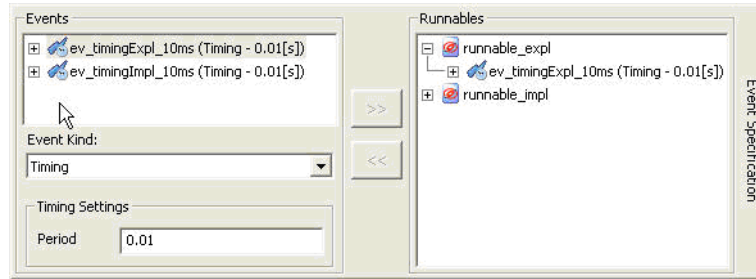 Events
ev_timingExpl_10ms (Timing - 0.01[s])
ev_timingImpl_10ms (Timing - 0.01[s])
Event Kind:
Timing
Timing Settings
Period 0.01
>>
<<
Runnables
runnable_expl
ev_timingExpl_10ms (Timing - 0.01[s])
runnable_impl
Event Specification